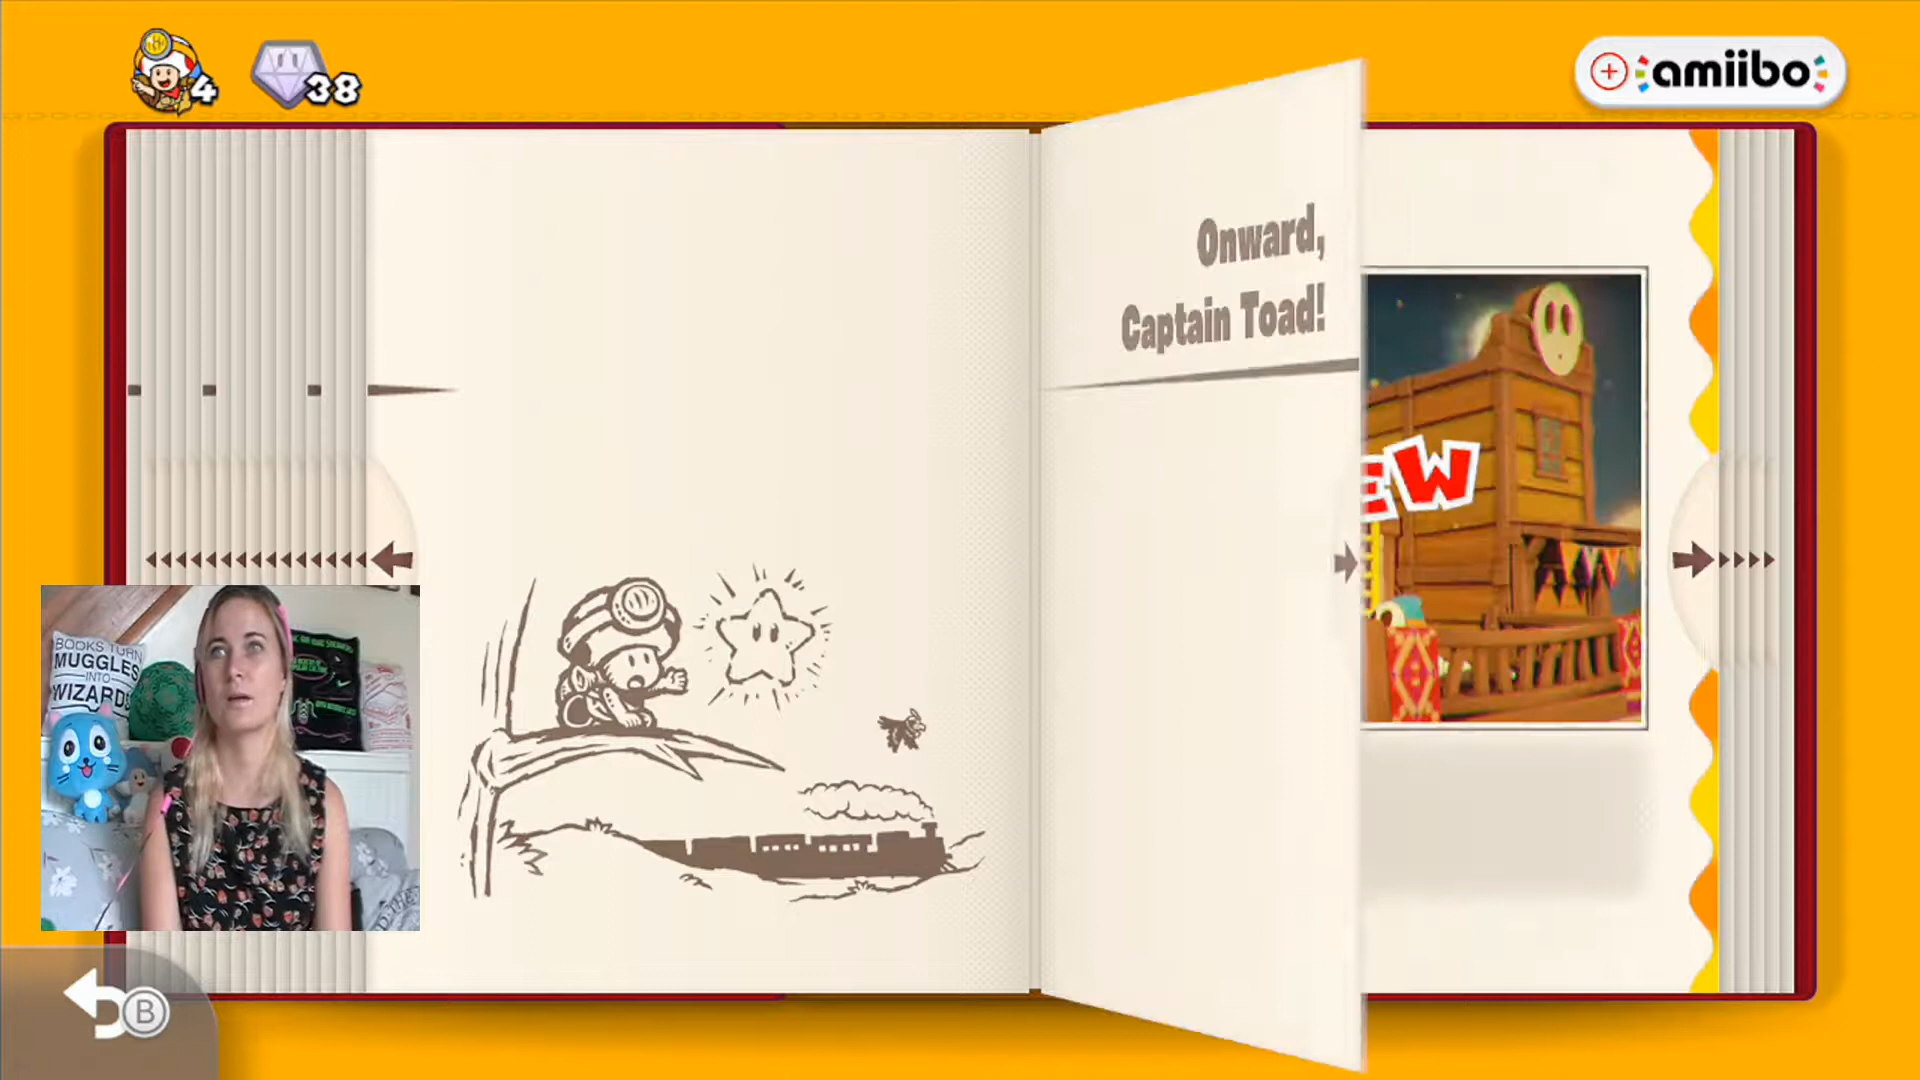 4
38
amiibo
Onward,
Captain Toad!
EW
BOOKS TURN
MUGGLES
INTO
WIZARDS
B